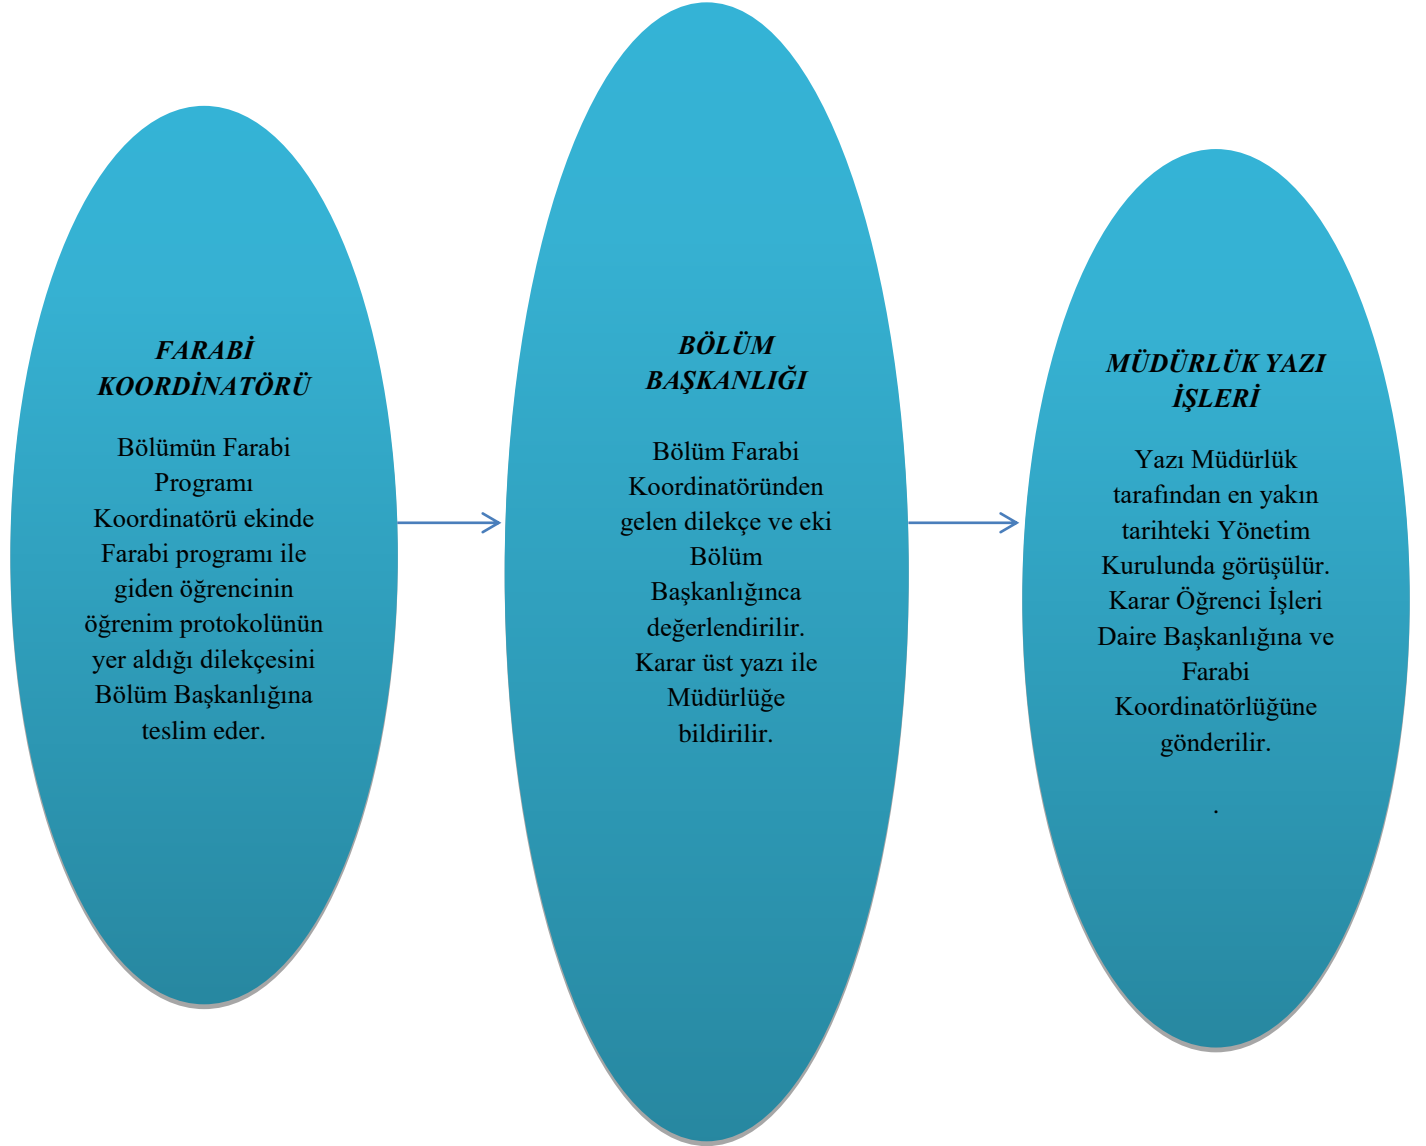 FARABİ
KOORDİNATÖRÜ
Bölümün Farabi
Programı
Koordinatörü ekinde
Farabi programı ile
giden öğrencinin
öğrenim protokolünün
yer aldığı dilekçesini
Bölüm Başkanlığına
teslim eder.
BÖLÜM
BAŞKANLIĞI
Bölüm Farabi
Koordinatöründen
gelen dilekçe ve eki
Bölüm
Başkanlığınca
değerlendirilir.
Karar üst yazı ile
Müdürlüğe
bildirilir.
MÜDÜRLÜK YAZI
İŞLERİ
Yazı Müdürlük
tarafından en yakın
tarihteki Yönetim
Kurulunda görüşülür.
Karar Öğrenci İşleri
Daire Başkanlığına ve
Farabi
Koordinatörlüğüne
gönderilir.
.